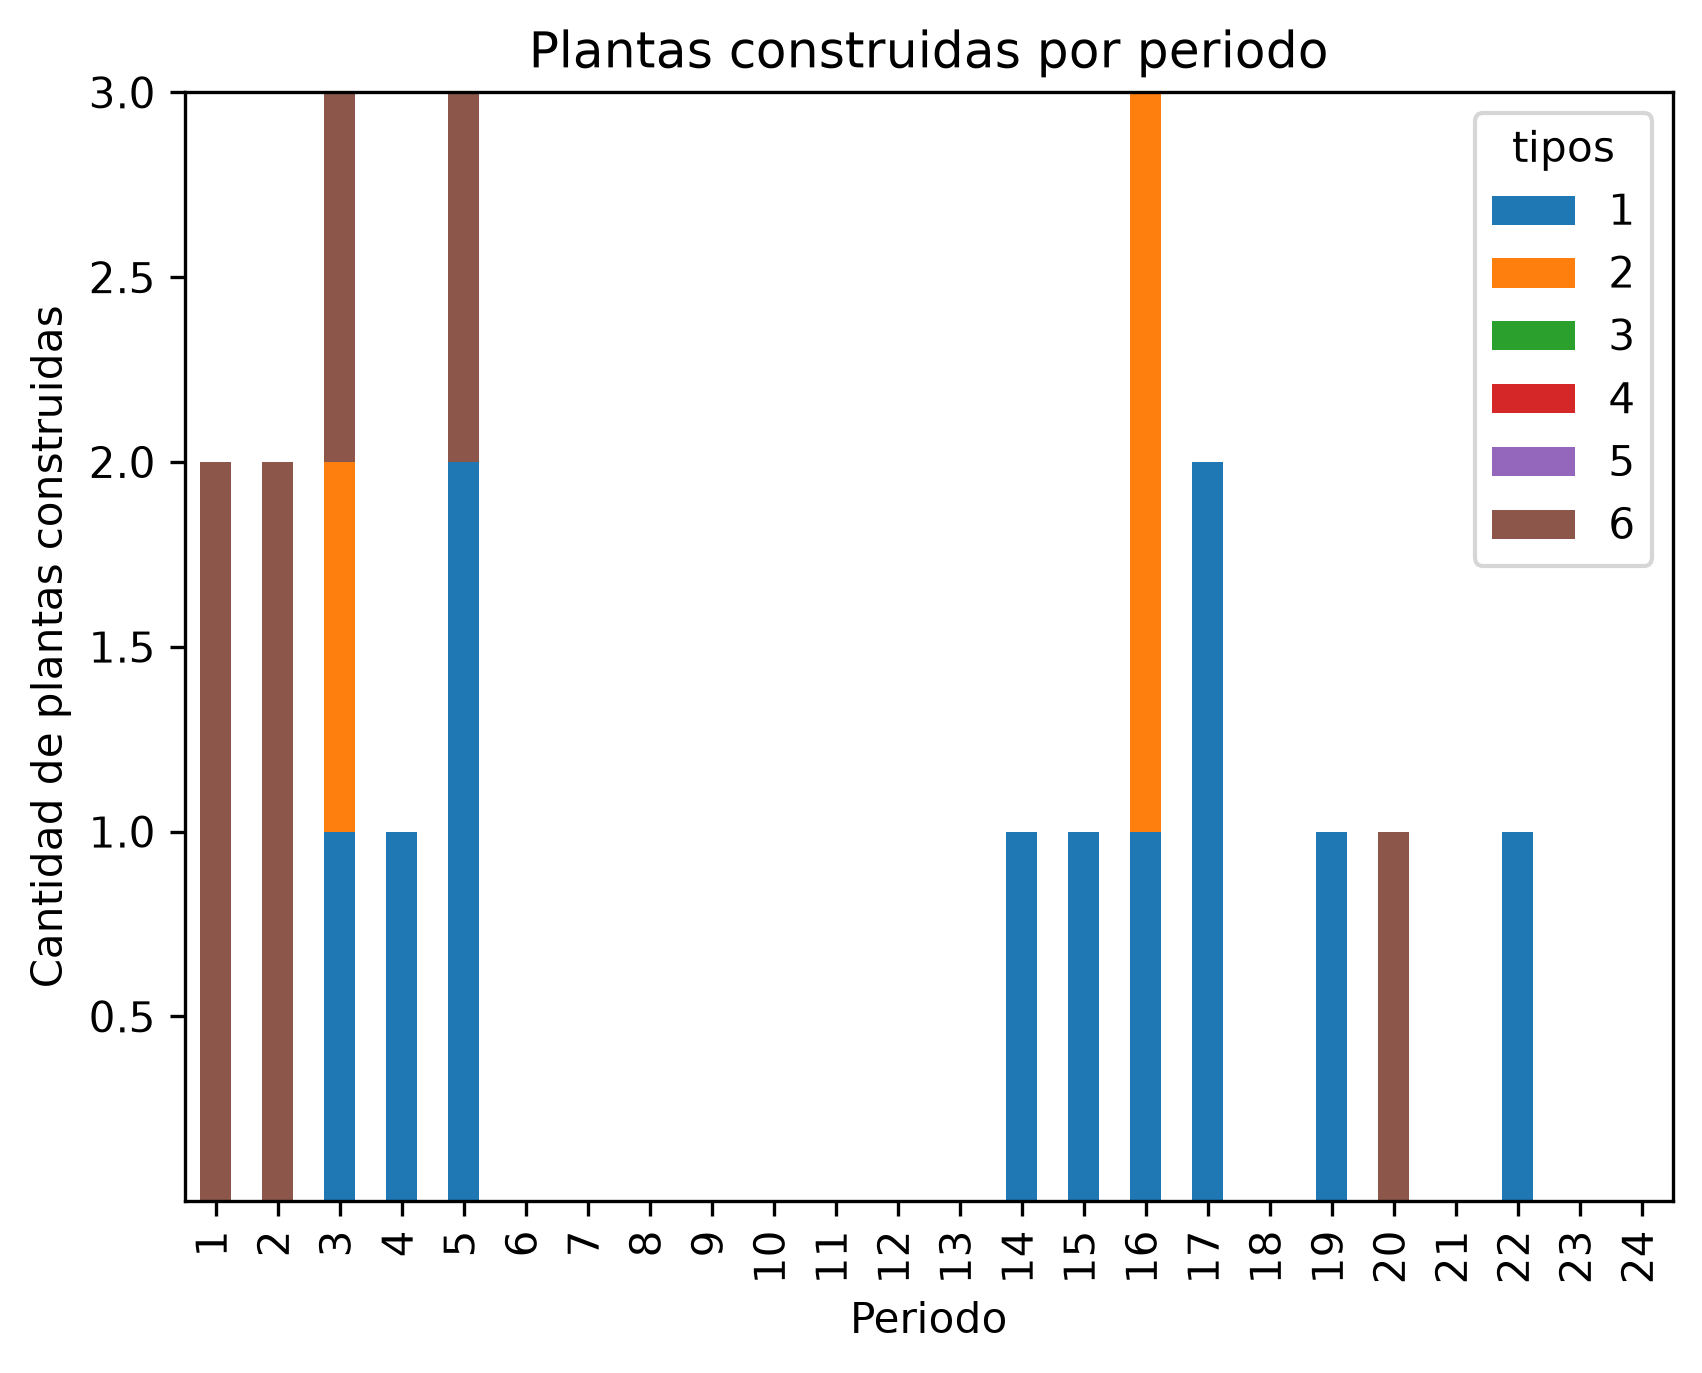 Plantas construidas por periodo
3.0
2.5
2.0
1.5
1.0
0.5
Cantidad de plantas construidas
tipos
1
2
3
4
5
6
1 2 3 4 5 6 7 8 9 10 11 12 13 14 15 16 17 18 19 20 21 22 23 24
Periodo